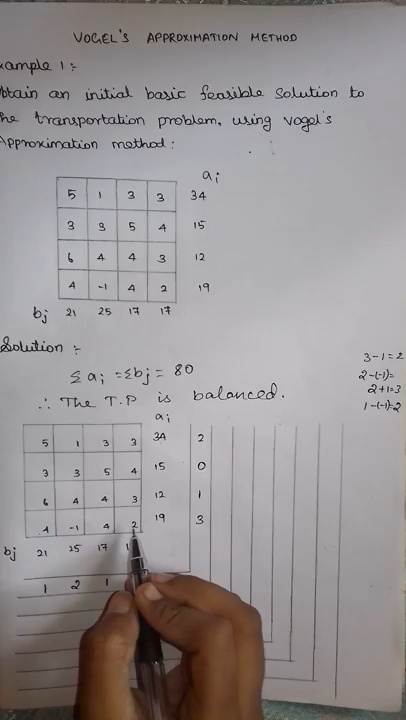 VOGEL'S APPROXIMATION METHOD
xample 1 :-
btain an initial basic feasible solution to
he transportation problem, using Vogel's
Approximation method :
ai
5 1 3 3 34
3 3 5 4 15
6 4 4 3 12
4 -1 4 2 19
bj 21 25 17 17
Solution :-
Σai = Σbj = 80
∴ The T.P is balanced.
3-1=2
2-(-1)=
2+1=3
1-(-1)=2
ai
5 1 3 3 34 2
3 3 5 4 15 0
6 4 4 3 12 1
4 -1 4 2 19 3
bj 21 25 17 1
1 2 1